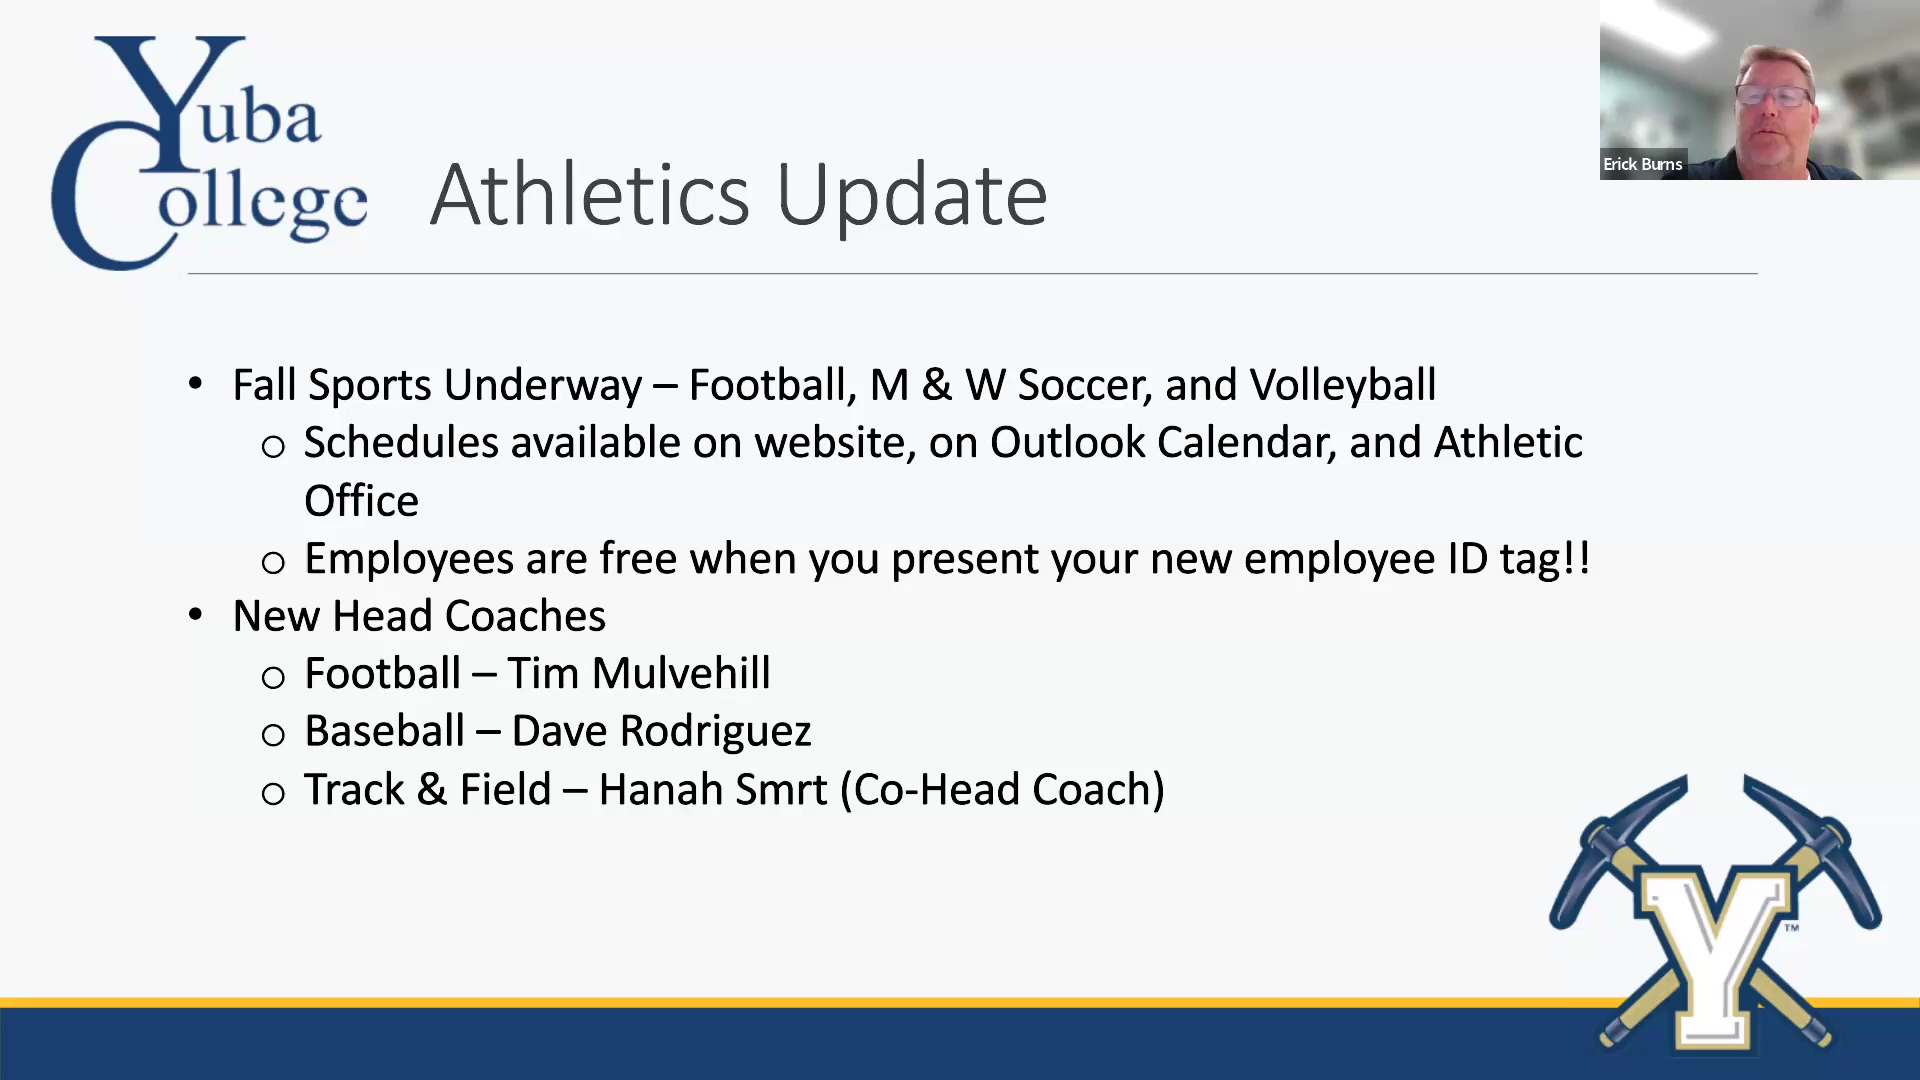 Yuba
College
Athletics Update
Erick Burns
• Fall Sports Underway – Football, M & W Soccer, and Volleyball
o Schedules available on website, on Outlook Calendar, and Athletic
Office
o Employees are free when you present your new employee ID tag!!
• New Head Coaches
o Football – Tim Mulvehill
o Baseball – Dave Rodriguez
o Track & Field – Hanah Smrt (Co-Head Coach)
Y
TM